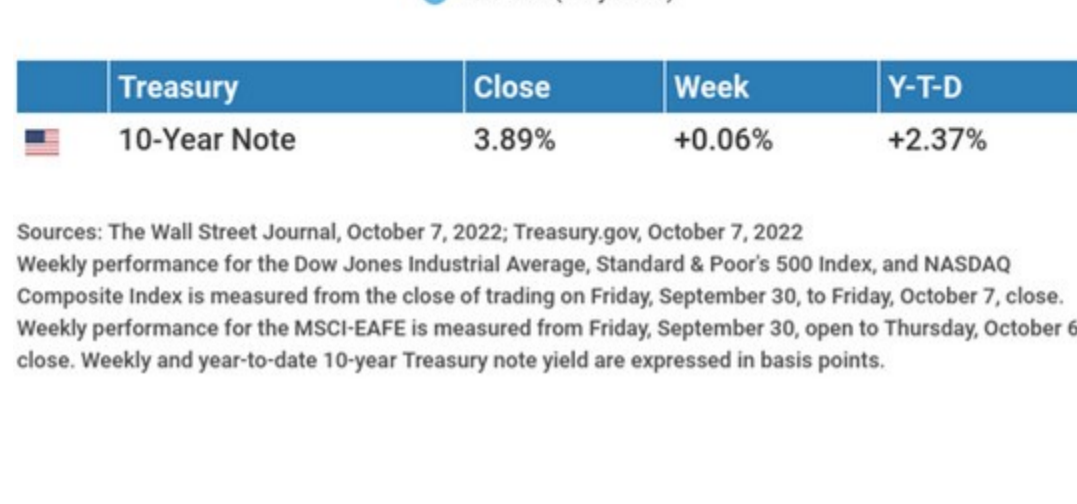 Treasury Close Week Y-T-D
10-Year Note 3.89% +0.06% +2.37%
Sources: The Wall Street Journal, October 7, 2022; Treasury.gov, October 7, 2022
Weekly performance for the Dow Jones Industrial Average, Standard & Poor's 500 Index, and NASDAQ
Composite Index is measured from the close of trading on Friday, September 30, to Friday, October 7, close.
Weekly performance for the MSCI-EAFE is measured from Friday, September 30, open to Thursday, October 6
close. Weekly and year-to-date 10-year Treasury note yield are expressed in basis points.